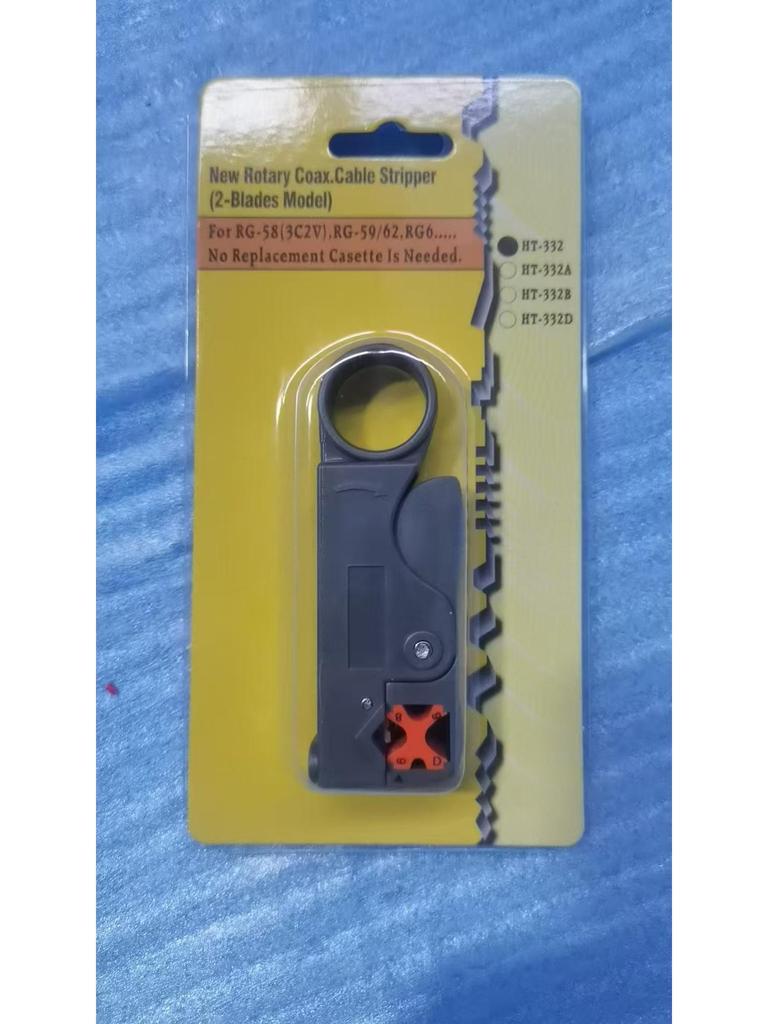 New Rotary Coax.Cable Stripper
(2-Blades Model)
For RG-58(3C2V),RG-59/62,RG6.....
No Replacement Casette Is Needed.
HT-332
HT-332A
HT-332B
HT-332D
D